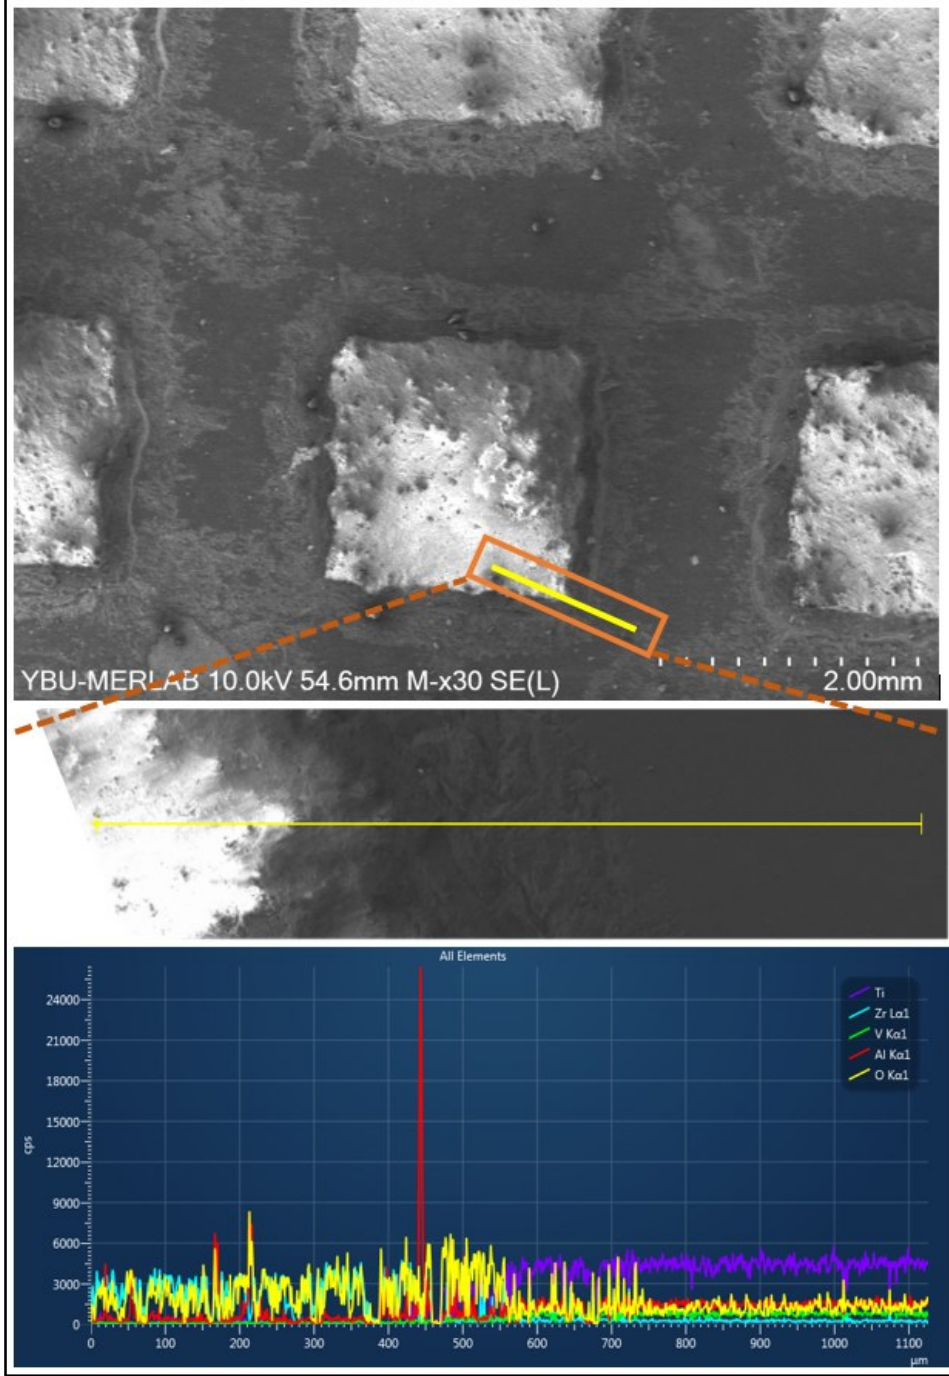 YBU-MERLAB 10.0kV 54.6mm M-x30 SE(L) 2.00mm
All Elements
24000
21000
18000
15000
12000
9000
6000
3000
0
cps
Ti
Zr Lα1
V Kα1
Al Kα1
O Kα1
0 100 200 300 400 500 600 700 800 900 1000 1100
µm